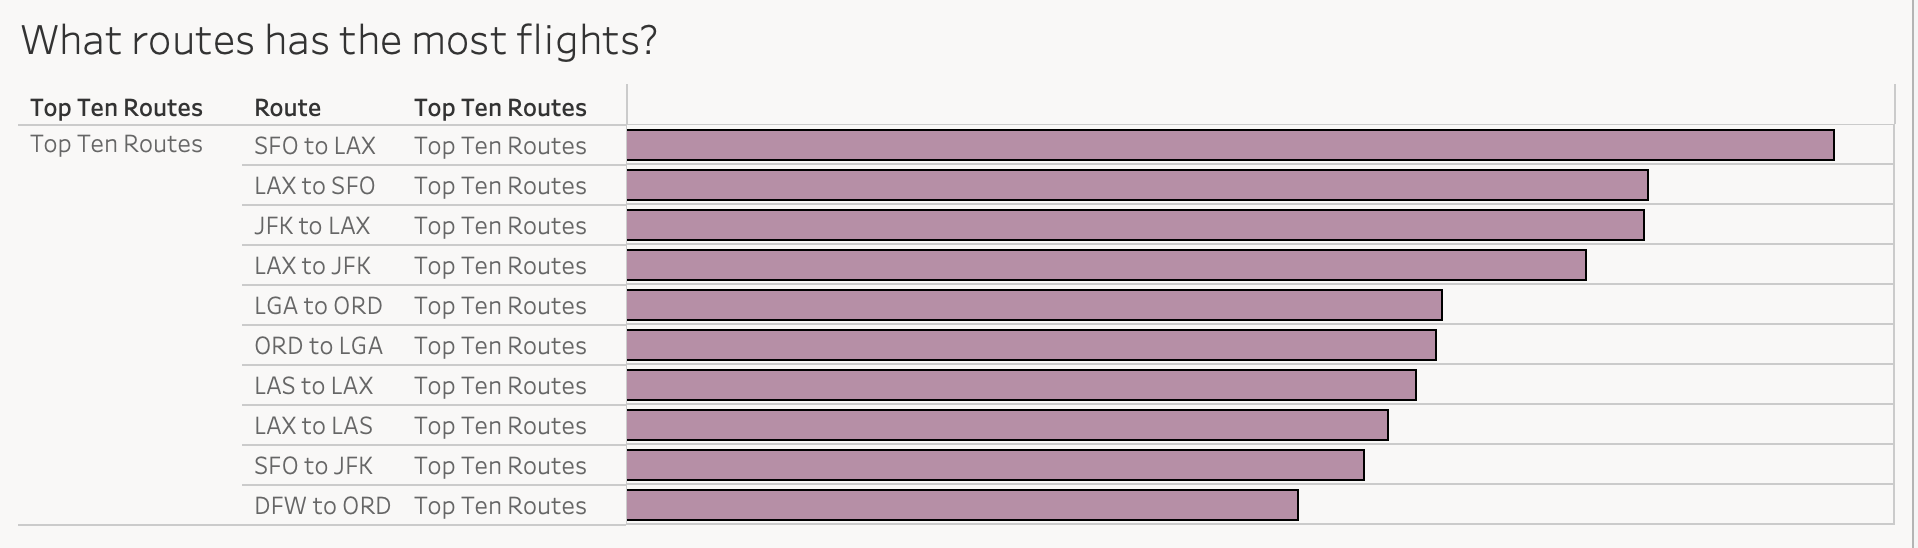 What routes has the most flights?
Top Ten Routes Route Top Ten Routes
Top Ten Routes SFO to LAX Top Ten Routes
LAX to SFO Top Ten Routes
JFK to LAX Top Ten Routes
LAX to JFK Top Ten Routes
LGA to ORD Top Ten Routes
ORD to LGA Top Ten Routes
LAS to LAX Top Ten Routes
LAX to LAS Top Ten Routes
SFO to JFK Top Ten Routes
DFW to ORD Top Ten Routes